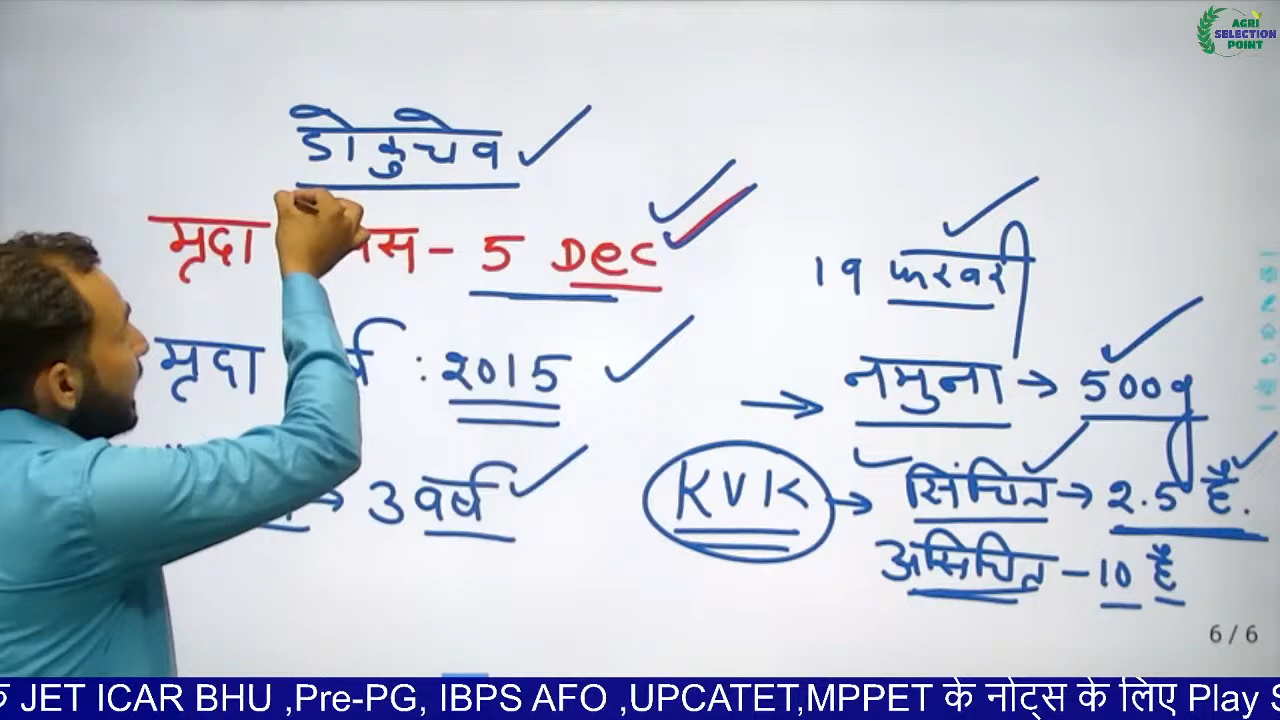 AGRI
SELECTION
POINT
डोकुचेव
मृदा वस - 5 Dec
19 फरवरी
मृदा र्ष : 2015
नमुना → 500g
→ 3 वर्ष
KVK → सिंचित → 2.5 है.
असिंचित - 10 है
6 / 6
JET ICAR BHU ,Pre-PG, IBPS AFO ,UPCATET,MPPET के नोट्स के लिए Play S